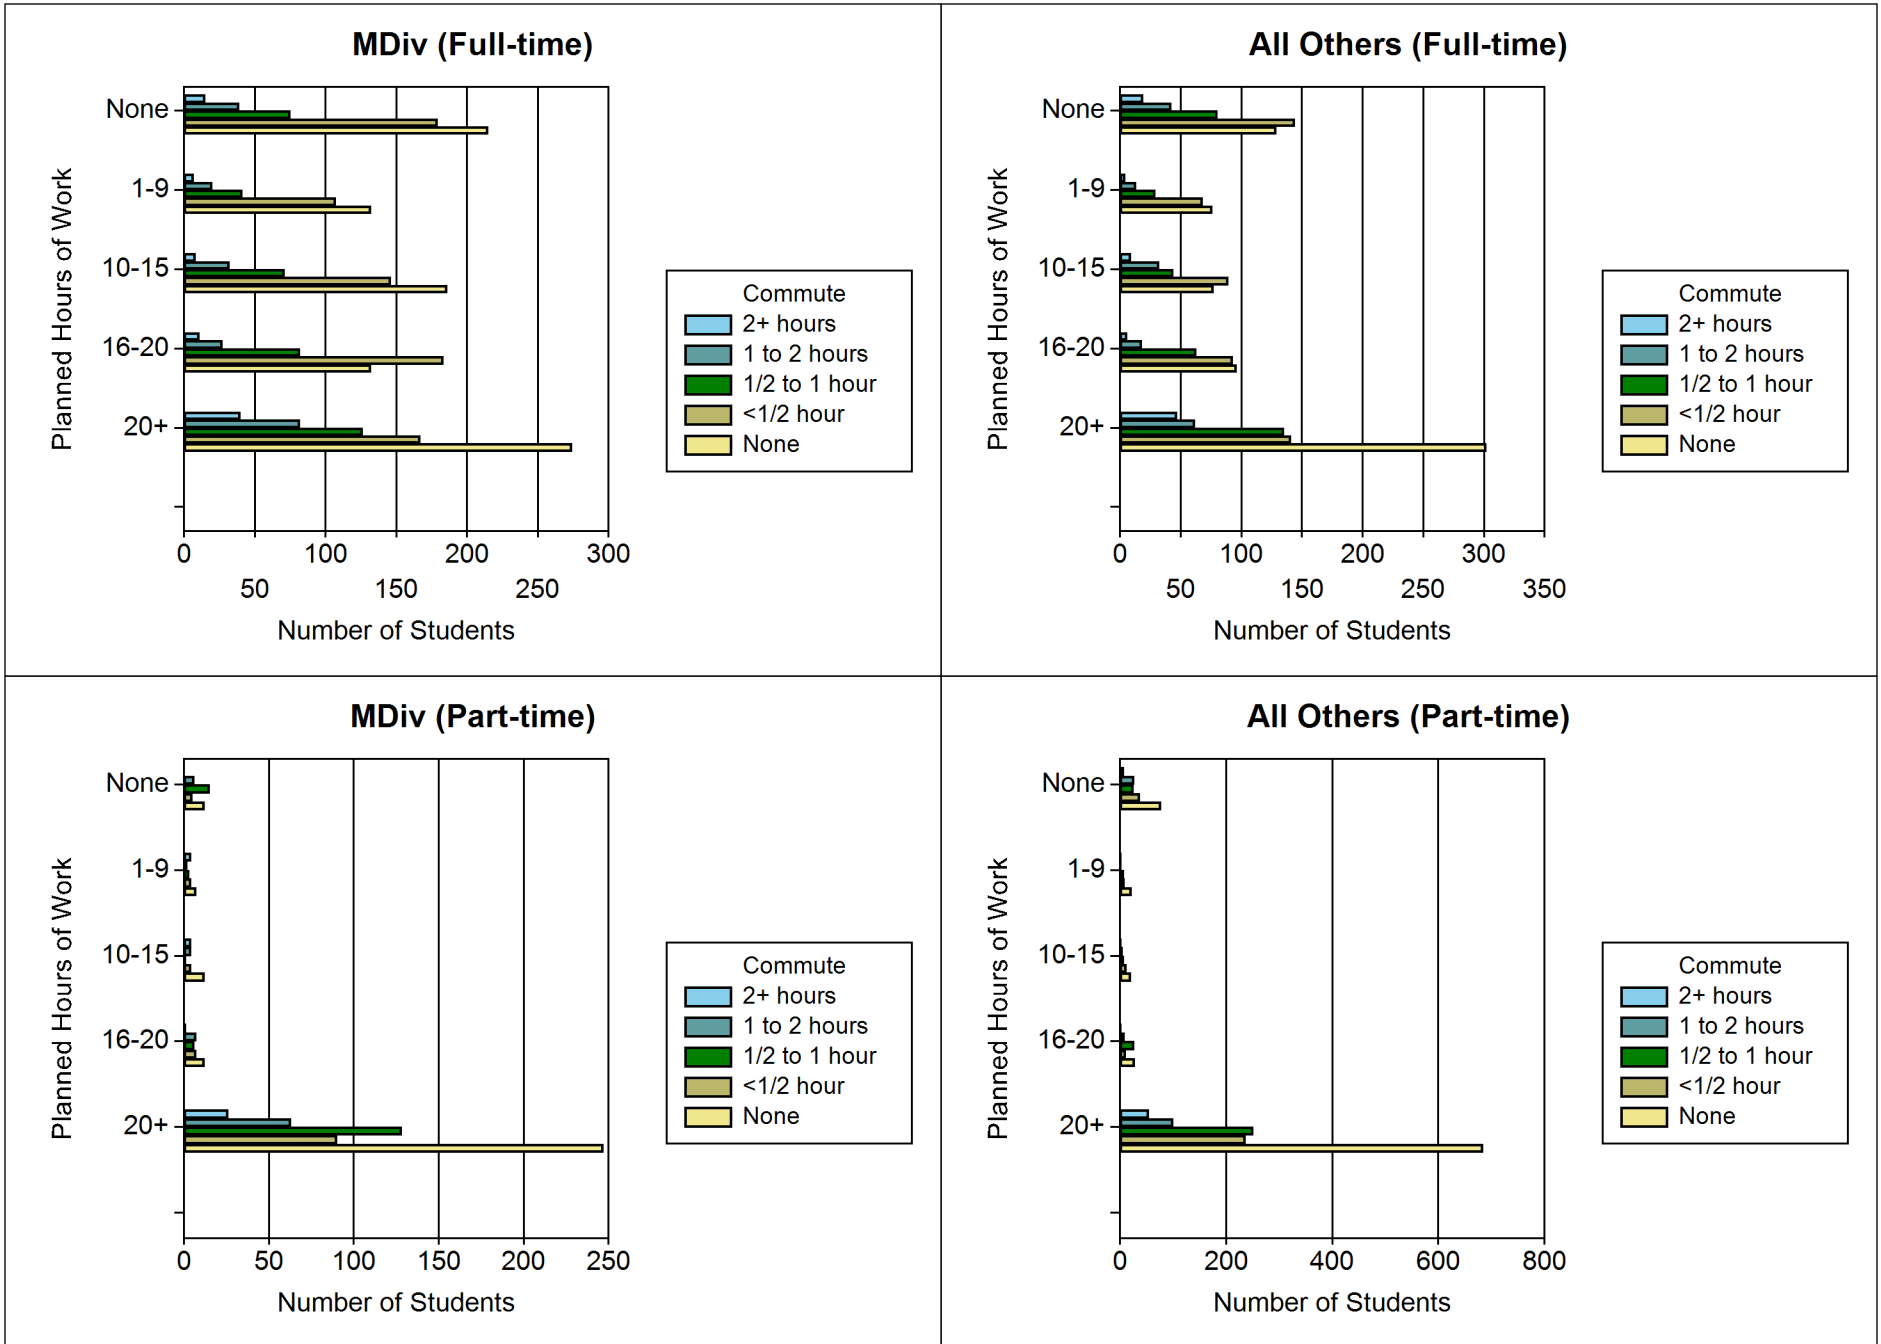 MDiv (Full-time)
Planned Hours of Work
None
1-9
10-15
16-20
20+
0 100 200 300
50 150 250
Number of Students
Commute
2+ hours
1 to 2 hours
1/2 to 1 hour
<1/2 hour
None
All Others (Full-time)
Planned Hours of Work
None
1-9
10-15
16-20
20+
0 100 200 300
50 150 250 350
Number of Students
Commute
2+ hours
1 to 2 hours
1/2 to 1 hour
<1/2 hour
None
MDiv (Part-time)
Planned Hours of Work
None
1-9
10-15
16-20
20+
0 50 100 150 200 250
Number of Students
Commute
2+ hours
1 to 2 hours
1/2 to 1 hour
<1/2 hour
None
All Others (Part-time)
Planned Hours of Work
None
1-9
10-15
16-20
20+
0 200 400 600 800
Number of Students
Commute
2+ hours
1 to 2 hours
1/2 to 1 hour
<1/2 hour
None